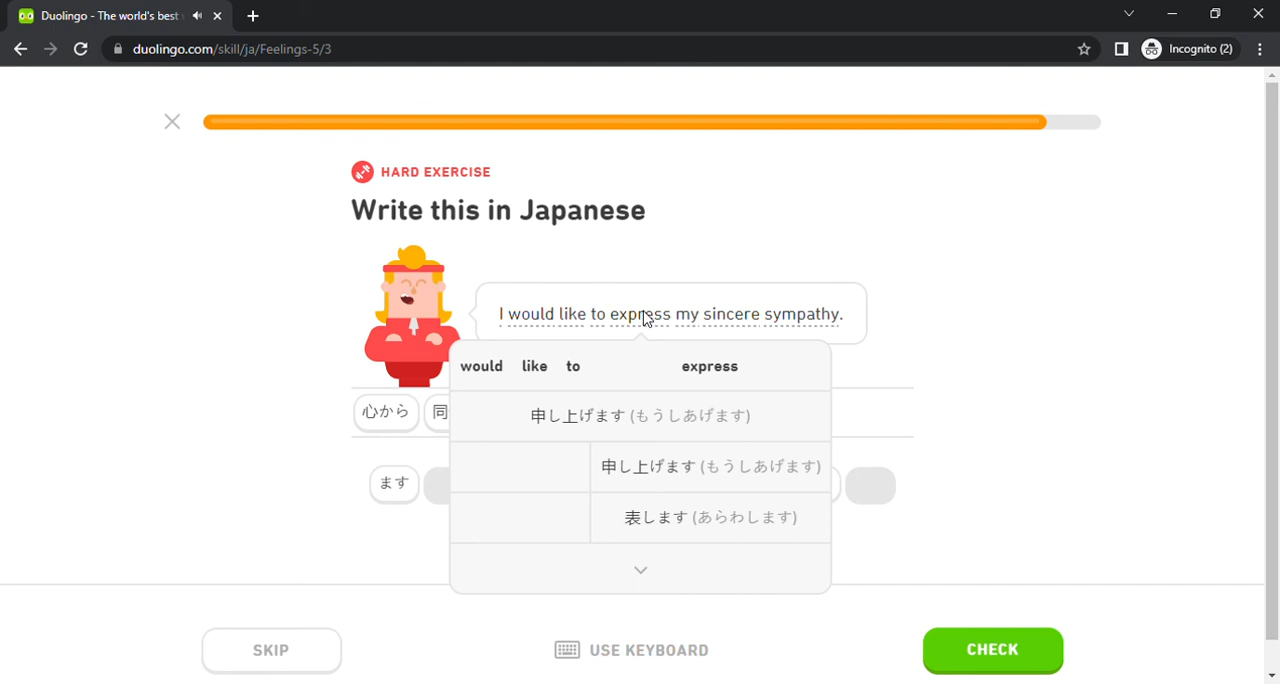 Duolingo - The world's best
duolingo.com/skill/ja/Feelings-5/3
Incognito (2)
HARD EXERCISE
Write this in Japanese
I would like to express my sincere sympathy.
would like to express
申し上げます (もうしあげます)
申し上げます (もうしあげます)
表します (あらわします)
心から 同
ます
SKIP
USE KEYBOARD
CHECK